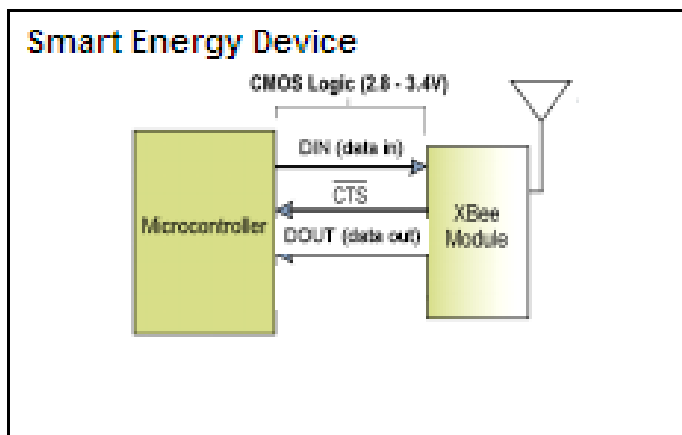 Smart Energy Device
CMOS Logic (2.8 - 3.4V)
DIN (data in)
CTS
Microcontroller
DOUT (data out)
XBee
Module